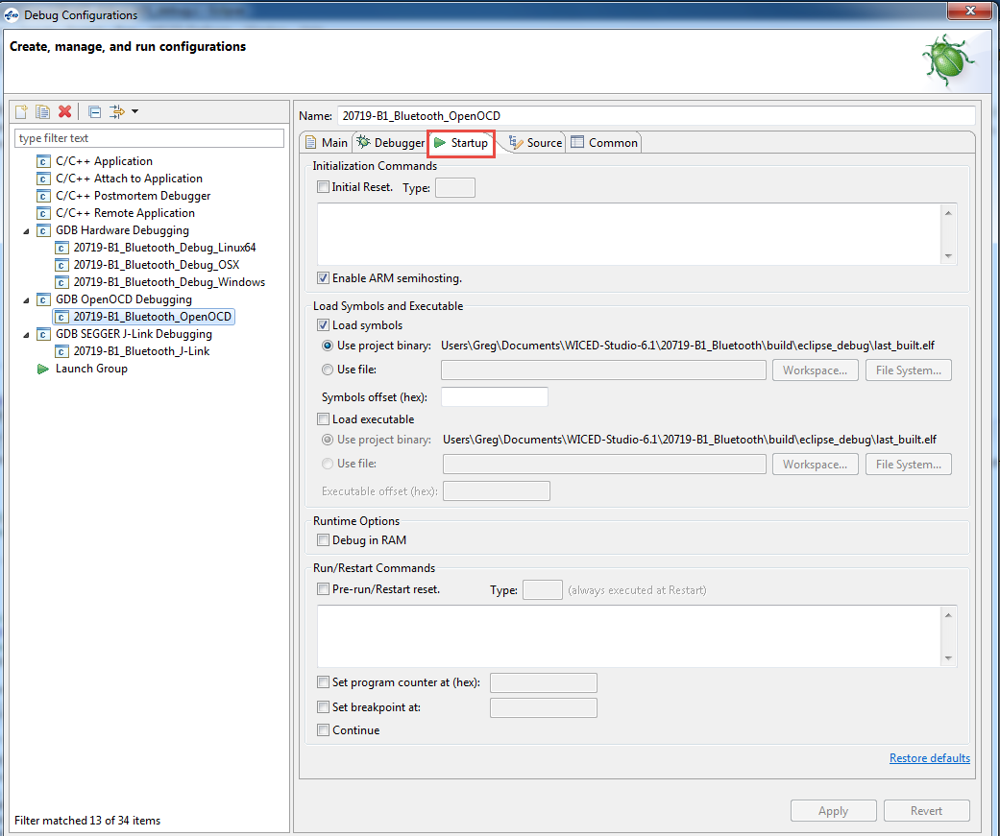 Debug Configurations
Create, manage, and run configurations
type filter text
C/C++ Application
C/C++ Attach to Application
C/C++ Postmortem Debugger
C/C++ Remote Application
GDB Hardware Debugging
20719-B1_Bluetooth_Debug_Linux64
20719-B1_Bluetooth_Debug_OSX
20719-B1_Bluetooth_Debug_Windows
GDB OpenOCD Debugging
20719-B1_Bluetooth_OpenOCD
GDB SEGGER J-Link Debugging
20719-B1_Bluetooth_J-Link
Launch Group
Filter matched 13 of 34 items
Name: 20719-B1_Bluetooth_OpenOCD
Main Debugger Startup Source Common
Initialization Commands
Initial Reset. Type:
Enable ARM semihosting.
Load Symbols and Executable
Load symbols
Use project binary: Users\Greg\Documents\WICED-Studio-6.1\20719-B1_Bluetooth\build\eclipse_debug\last_built.elf
Use file: Workspace... File System...
Symbols offset (hex):
Load executable
Use project binary: Users\Greg\Documents\WICED-Studio-6.1\20719-B1_Bluetooth\build\eclipse_debug\last_built.elf
Use file: Workspace... File System...
Executable offset (hex):
Runtime Options
Debug in RAM
Run/Restart Commands
Pre-run/Restart reset. Type: (always executed at Restart)
Set program counter at (hex):
Set breakpoint at:
Continue
Restore defaults
Apply Revert